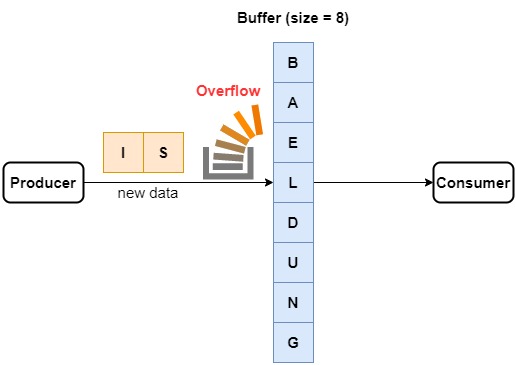 Buffer (size = 8)
Overflow
I S
Producer
new data
B
A
E
L
D
U
N
G
Consumer